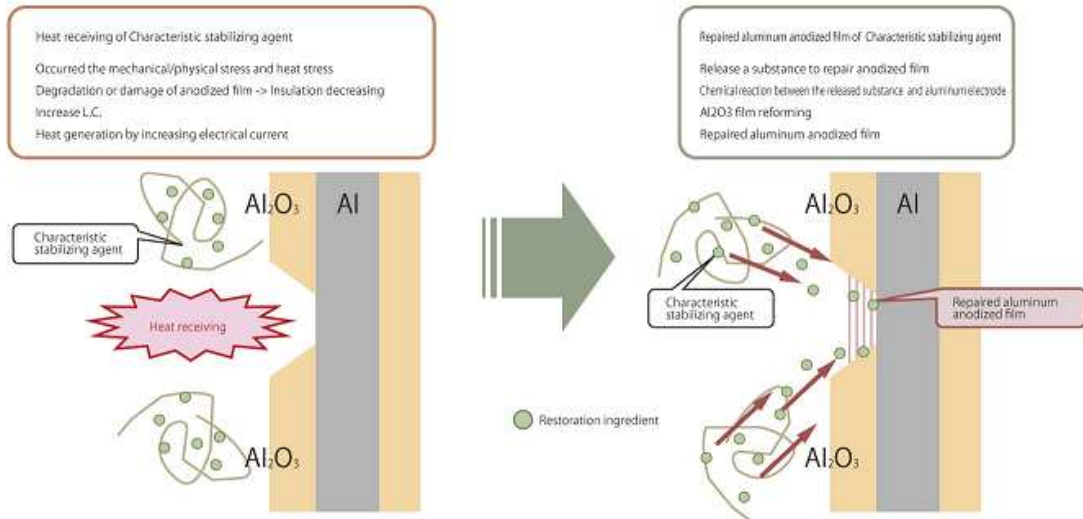 Heat receiving of Characteristic stabilizing agent
Occurred the mechanical/physical stress and heat stress
Degradation or damage of anodized film -> Insulation decreasing
Increase L.C.
Heat generation by increasing electrical current
Repaired aluminum anodized film of Characteristic stabilizing agent
Release a substance to repair anodized film
Chemical reaction between the released substance and aluminum electrode
Al2O3 film reforming
Repaired aluminum anodized film
Al₂O₃
Al
Characteristic
stabilizing agent
Heat receiving
Al₂O₃
Al₂O₃
Al
Characteristic
stabilizing agent
Repaired aluminum
anodized film
Restoration ingredient
Al₂O₃